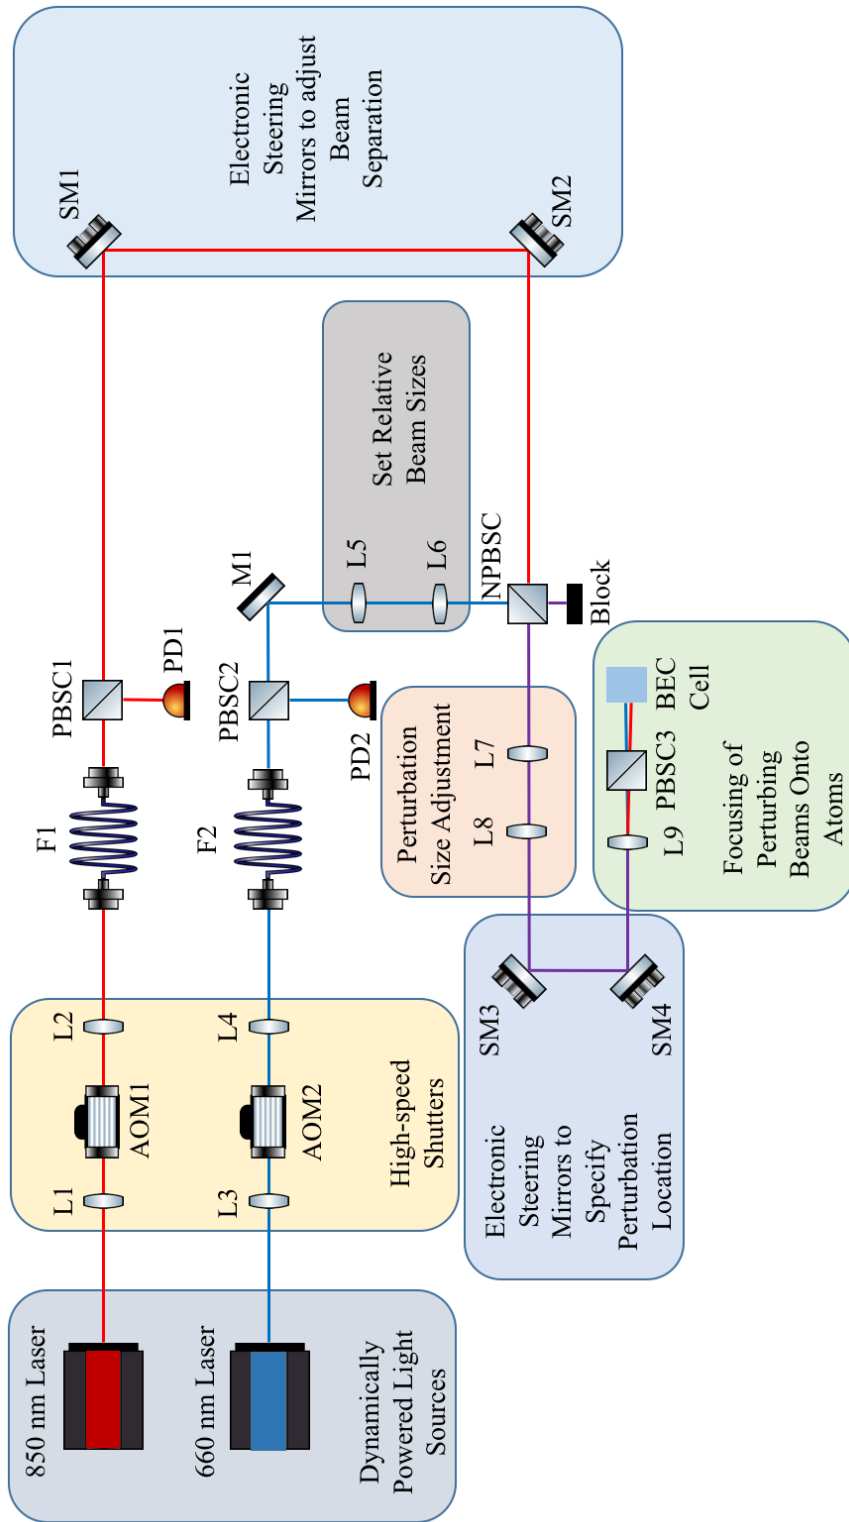 850 nm Laser
660 nm Laser
Dynamically
Powered Light
Sources
L1
AOM1
L2
L3
AOM2
L4
High-speed
Shutters
F1
F2
PBSC1
PD1
PBSC2
PD2
M1
L5
L6
Set Relative
Beam Sizes
SM1
SM2
Electronic
Steering
Mirrors to adjust
Beam
Separation
NPBSC
Block
Perturbation
Size Adjustment
L8
L7
SM3
SM4
Electronic
Steering
Mirrors to
Specify
Perturbation
Location
L9
PBSC3
BEC
Cell
Focusing of
Perturbing
Beams Onto
Atoms